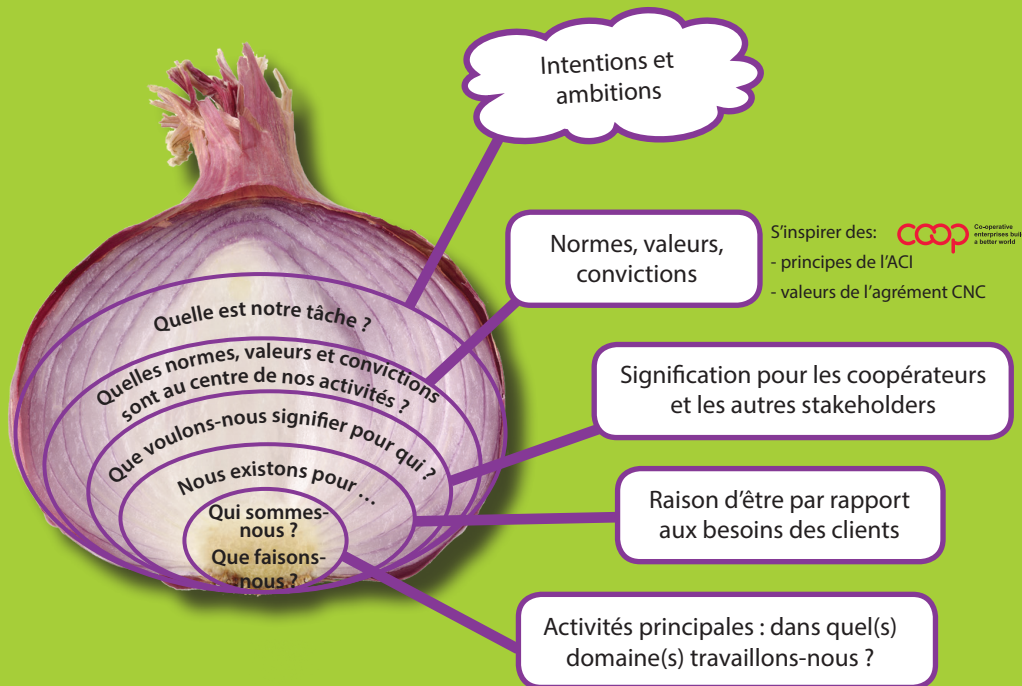 Intentions et
ambitions
Normes, valeurs,
convictions
S'inspirer des:
coop
Co-operative
enterprises buil
a better world
- principes de l'ACI
- valeurs de l'agrément CNC
Quelle est notre tâche ?
Quelles normes, valeurs et convictions
sont au centre de nos activités ?
Signification pour les coopérateurs
et les autres stakeholders
Que voulons-nous signifier pour qui ?
Nous existons pour ...
Raison d'être par rapport
aux besoins des clients
Qui sommes-
nous ?
Que faisons-
nous ?
Activités principales : dans quel(s)
domaine(s) travaillons-nous ?